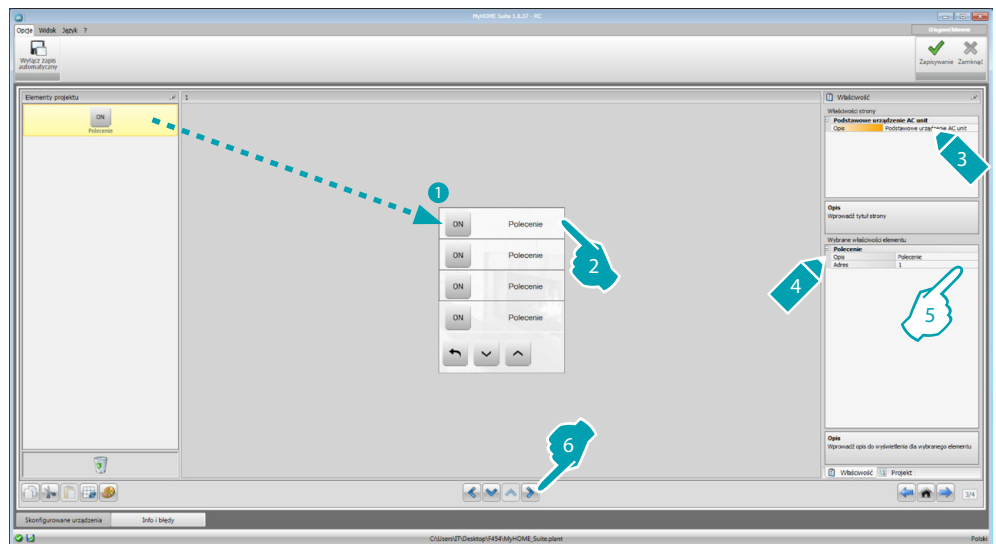 MyHOME Suite 1.0.37 - RC
Opcje Widok Język ?
Wyłącz zapis
automatyczny
Zapisywanie Zamknąć
Elementy projektu
1
Właściwość
ON
Polecenie
Właściwości strony
Podstawowe urządzenie AC unit
Opis Podstawowe urządzenie AC unit
3
Opis
Wprowadź tytuł strony
1
ON Polecenie
2
ON Polecenie
ON Polecenie
ON Polecenie
Wybrane właściwości elementu
Polecenie
Opis Polecenie
Adres 1
4
5
6
Opis
Wprowadź opis do wyświetlenia dla wybranego elementu
Właściwość Projekt
3/4
Skonfigurowane urządzenia Info i błędy
C:\Users\IT\Desktop\F454\MyHOME_Suite.plant
Polski